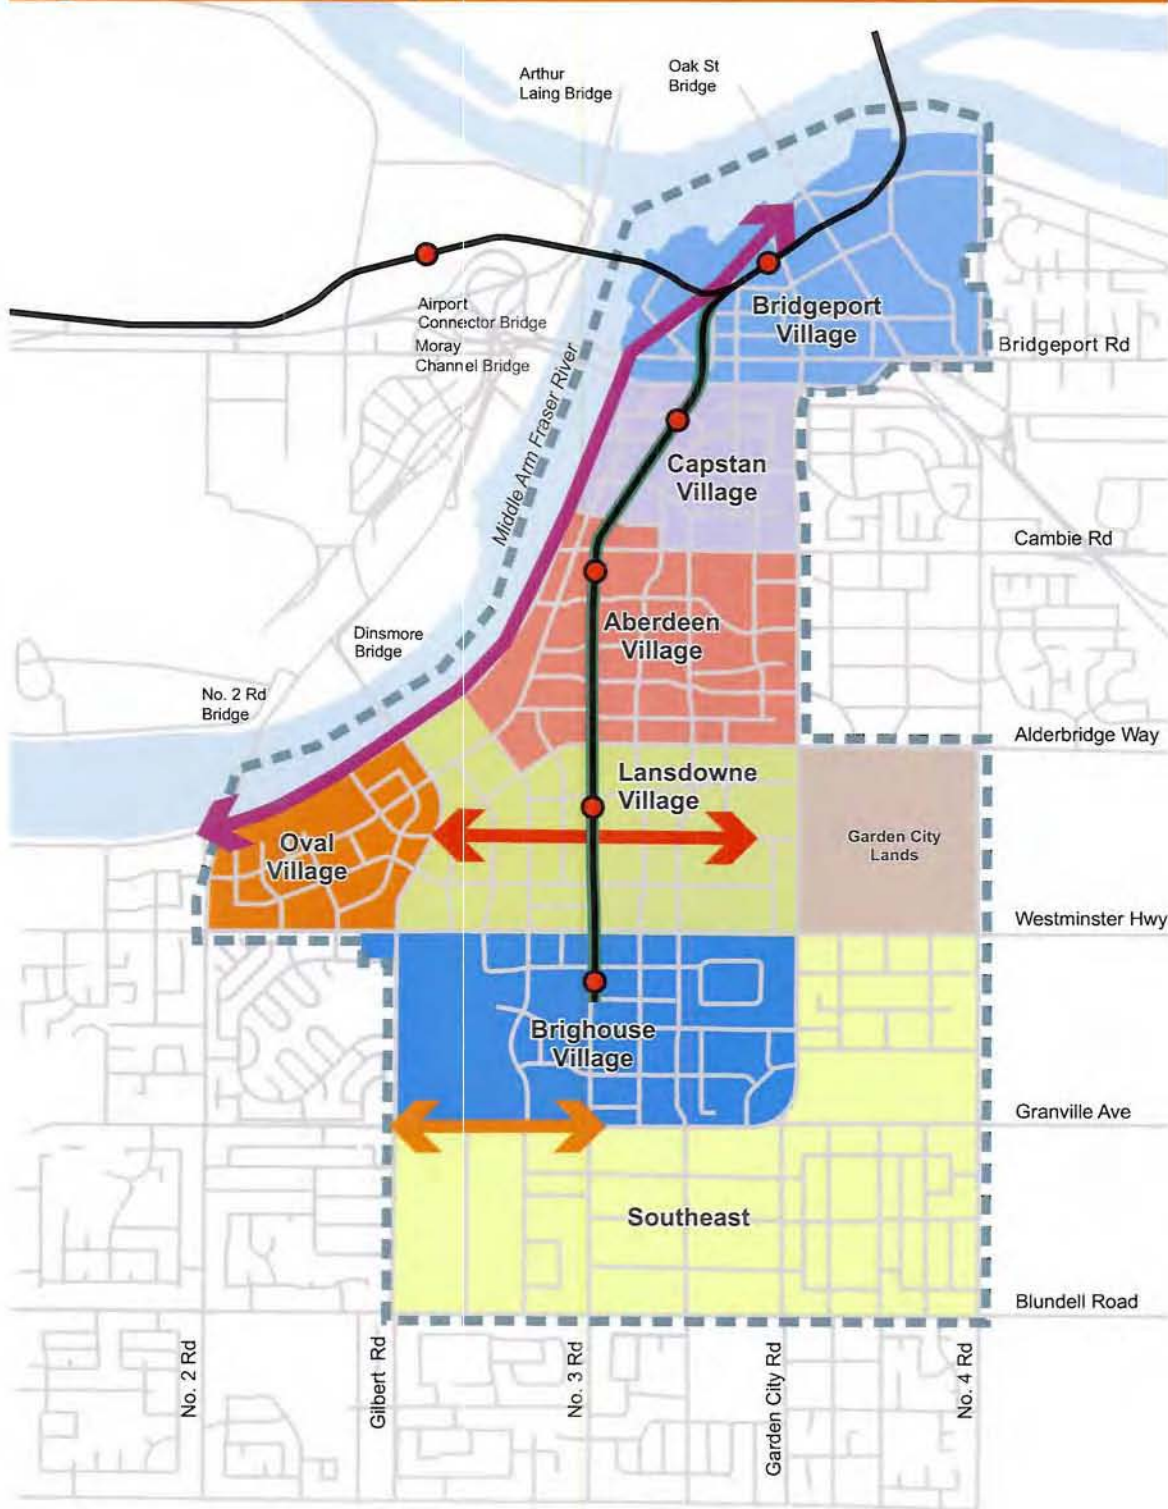 Arthur
Laing Bridge
Oak St
Bridge
Airport
Connector Bridge
Moray
Channel Bridge
Bridgeport
Village
Bridgeport Rd
Middle Arm Fraser River
Capstan
Village
Cambie Rd
Aberdeen
Village
Dinsmore
Bridge
No. 2 Rd
Bridge
Alderbridge Way
Lansdowne
Village
Oval
Village
Garden City
Lands
Westminster Hwy
Brighouse
Village
Granville Ave
Southeast
Blundell Road
No. 2 Rd
Gilbert Rd
No. 3 Rd
Garden City Rd
No. 4 Rd